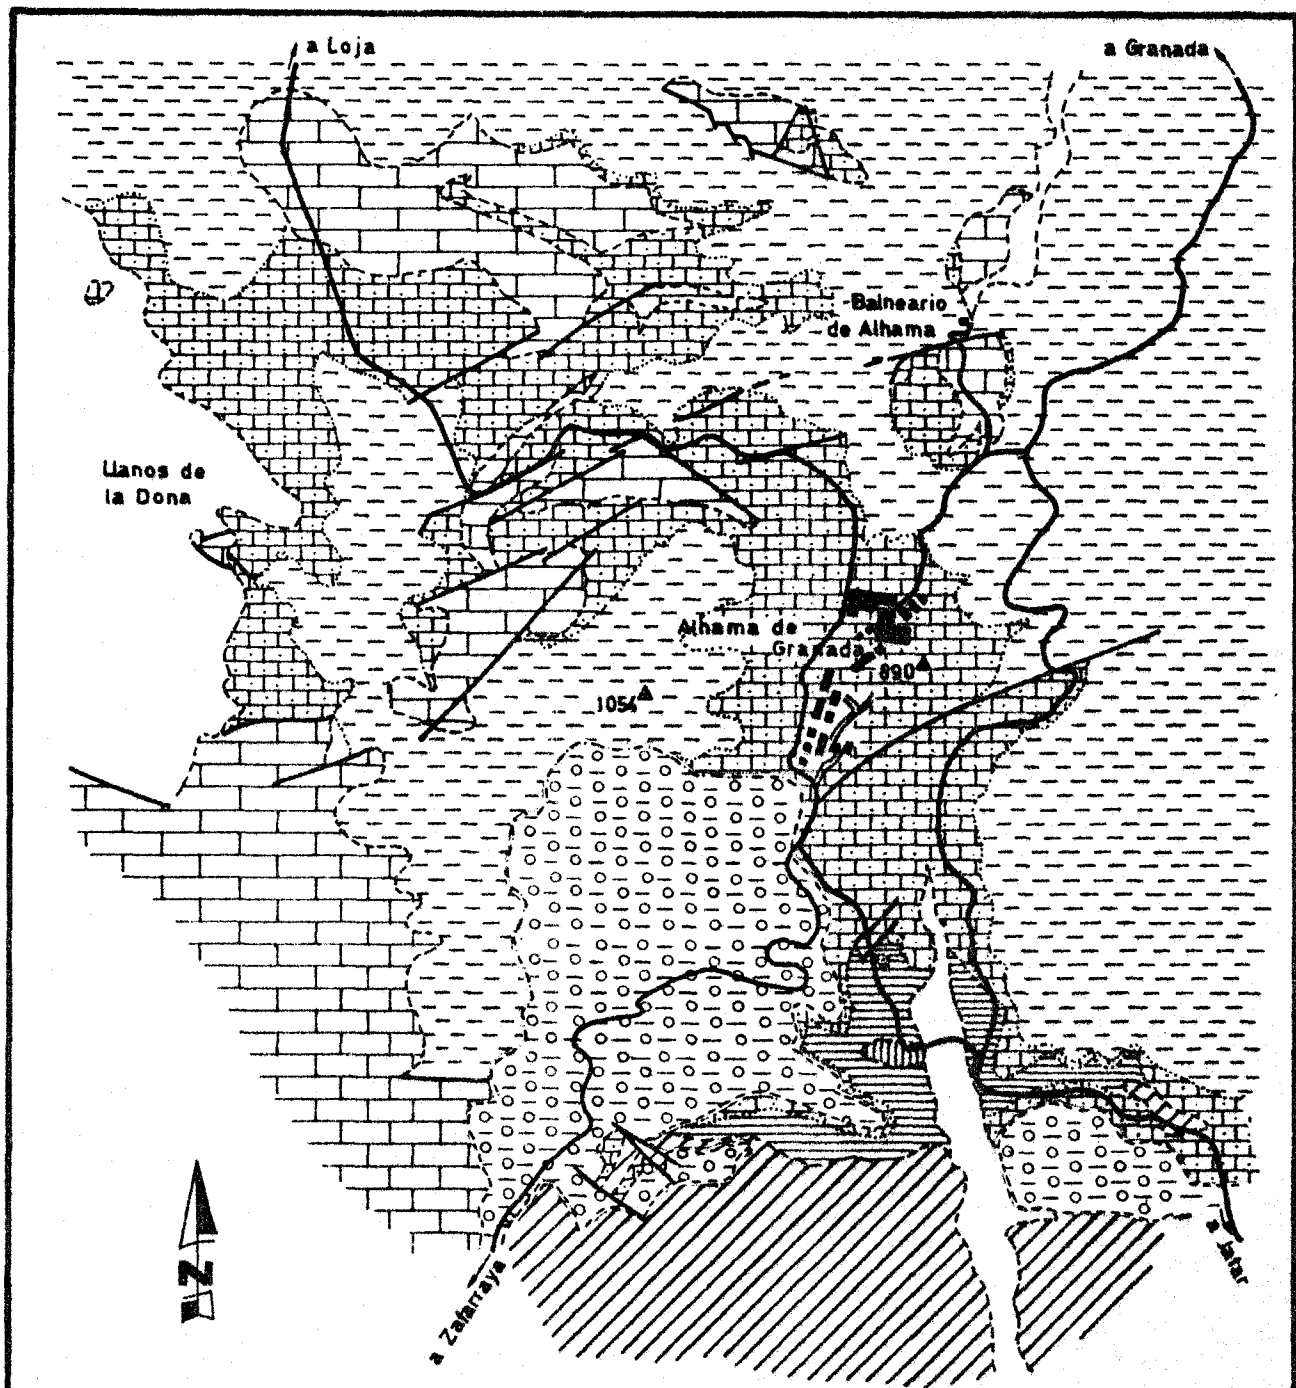 a Loja
a Granada
Balneario
de Alhama
Llanos de
la Dona
Alhama de
Granada
890
1054
N
a Zafarraya
a Jatar